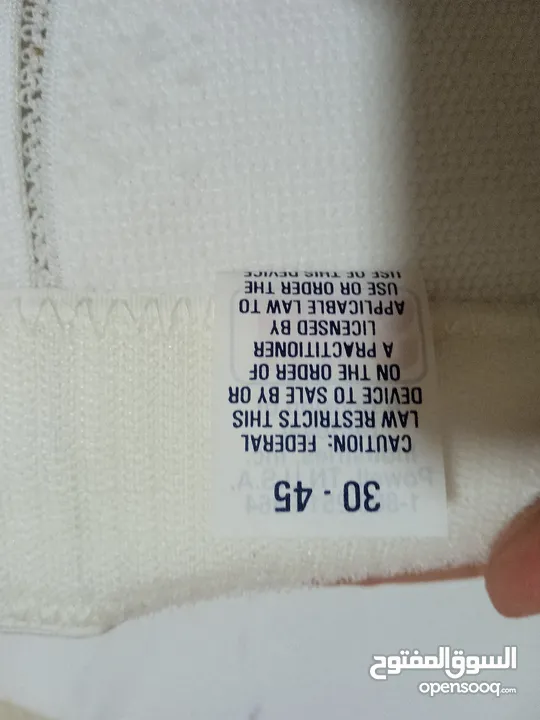 30 - 45
CAUTION: FEDERAL
LAW RESTRICTS THIS
DEVICE TO SALE BY OR
ON THE ORDER OF
A PRACTITIONER
LICENSED BY
APPLICABLE LAW TO
USE OR ORDER THE
USE OF THIS DEVICE
السوق المفتوح
opensooq.com